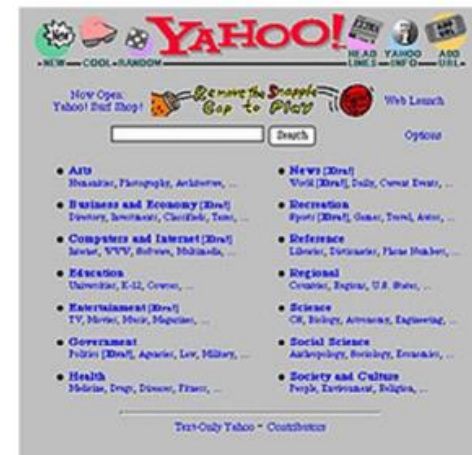 New
EXTRA
ADD URL
YAHOO!
NEW COOL RANDOM
HEAD LINES YAHOO INFO ADD URL
Now Open:
Yahoo! Surf Shop!
Remove the Snapple
Cap to Play
Web Launch
Search
Options
Arts
Humanities, Photography, Architecture, ...
Business and Economy [Xtra!]
Directory, Investments, Classifieds, Taxes, ...
Computers and Internet [Xtra!]
Internet, WWW, Software, Multimedia, ...
Education
Universities, K-12, Courses, ...
Entertainment [Xtra!]
TV, Movies, Music, Magazines, ...
Government
Politics [Xtra!], Agencies, Law, Military, ...
Health
Medicine, Drugs, Diseases, Fitness, ...
News [Xtra!]
World [Xtra!], Daily, Current Events, ...
Recreation
Sports [Xtra!], Games, Travel, Autos, ...
Reference
Libraries, Dictionaries, Phone Numbers, ...
Regional
Countries, Regions, U.S. States, ...
Science
CS, Biology, Astronomy, Engineering, ...
Social Science
Anthropology, Sociology, Economics, ...
Society and Culture
People, Environment, Religion, ...
Text-Only Yahoo - Contributors